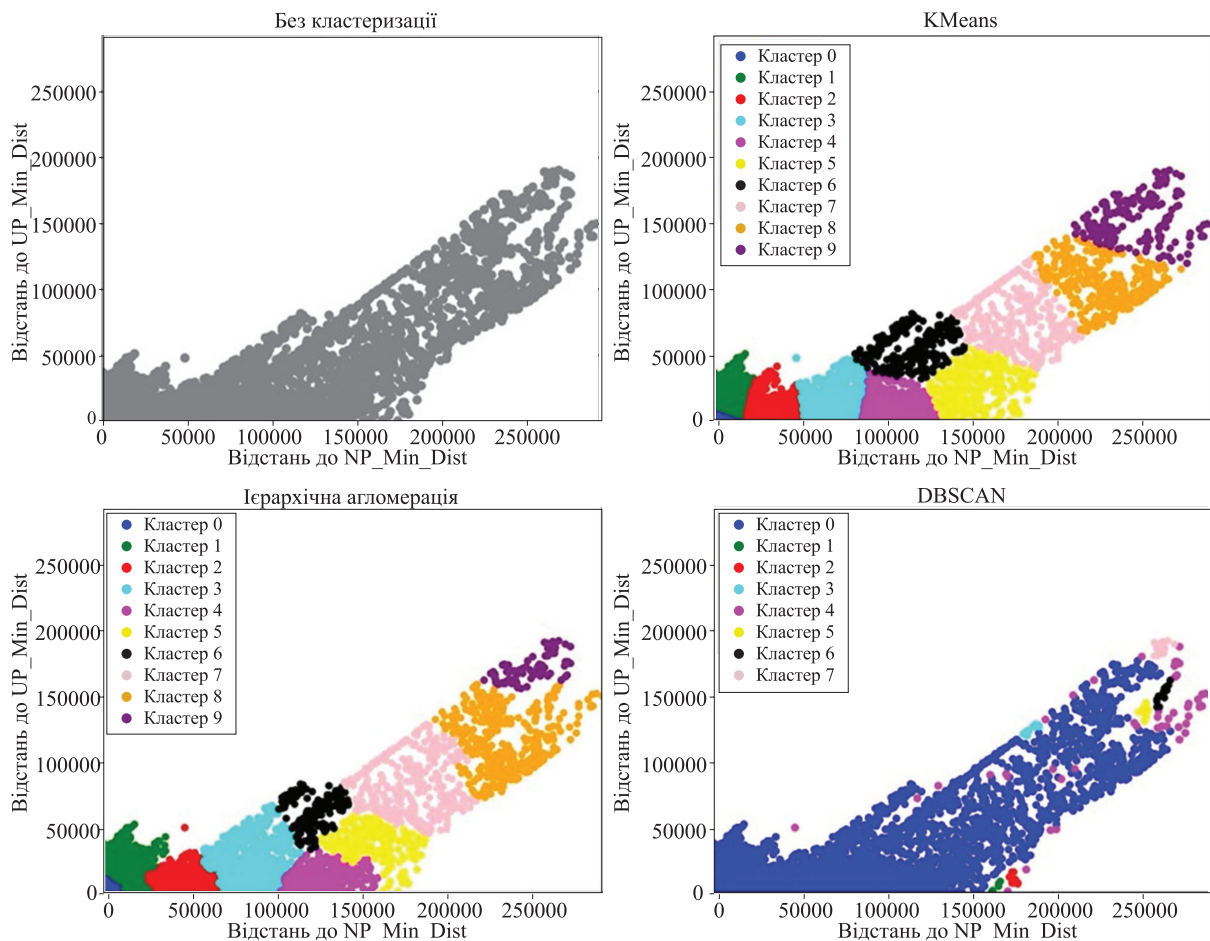 Без кластеризації
Відстань до UP_Min_Dist
250000
200000
150000
100000
50000
0
0 50000 100000 150000 200000 250000
Відстань до NP_Min_Dist
KMeans
Кластер 0
Кластер 1
Кластер 2
Кластер 3
Кластер 4
Кластер 5
Кластер 6
Кластер 7
Кластер 8
Кластер 9
Відстань до UP_Min_Dist
250000
200000
150000
100000
50000
0
0 50000 100000 150000 200000 250000
Відстань до NP_Min_Dist
Ієрархічна агломерація
Кластер 0
Кластер 1
Кластер 2
Кластер 3
Кластер 4
Кластер 5
Кластер 6
Кластер 7
Кластер 8
Кластер 9
Відстань до UP_Min_Dist
250000
200000
150000
100000
50000
0
0 50000 100000 150000 200000 250000
Відстань до NP_Min_Dist
DBSCAN
Кластер 0
Кластер 1
Кластер 2
Кластер 3
Кластер 4
Кластер 5
Кластер 6
Кластер 7
Відстань до UP_Min_Dist
250000
200000
150000
100000
50000
0
0 50000 100000 150000 200000 250000
Відстань до NP_Min_Dist